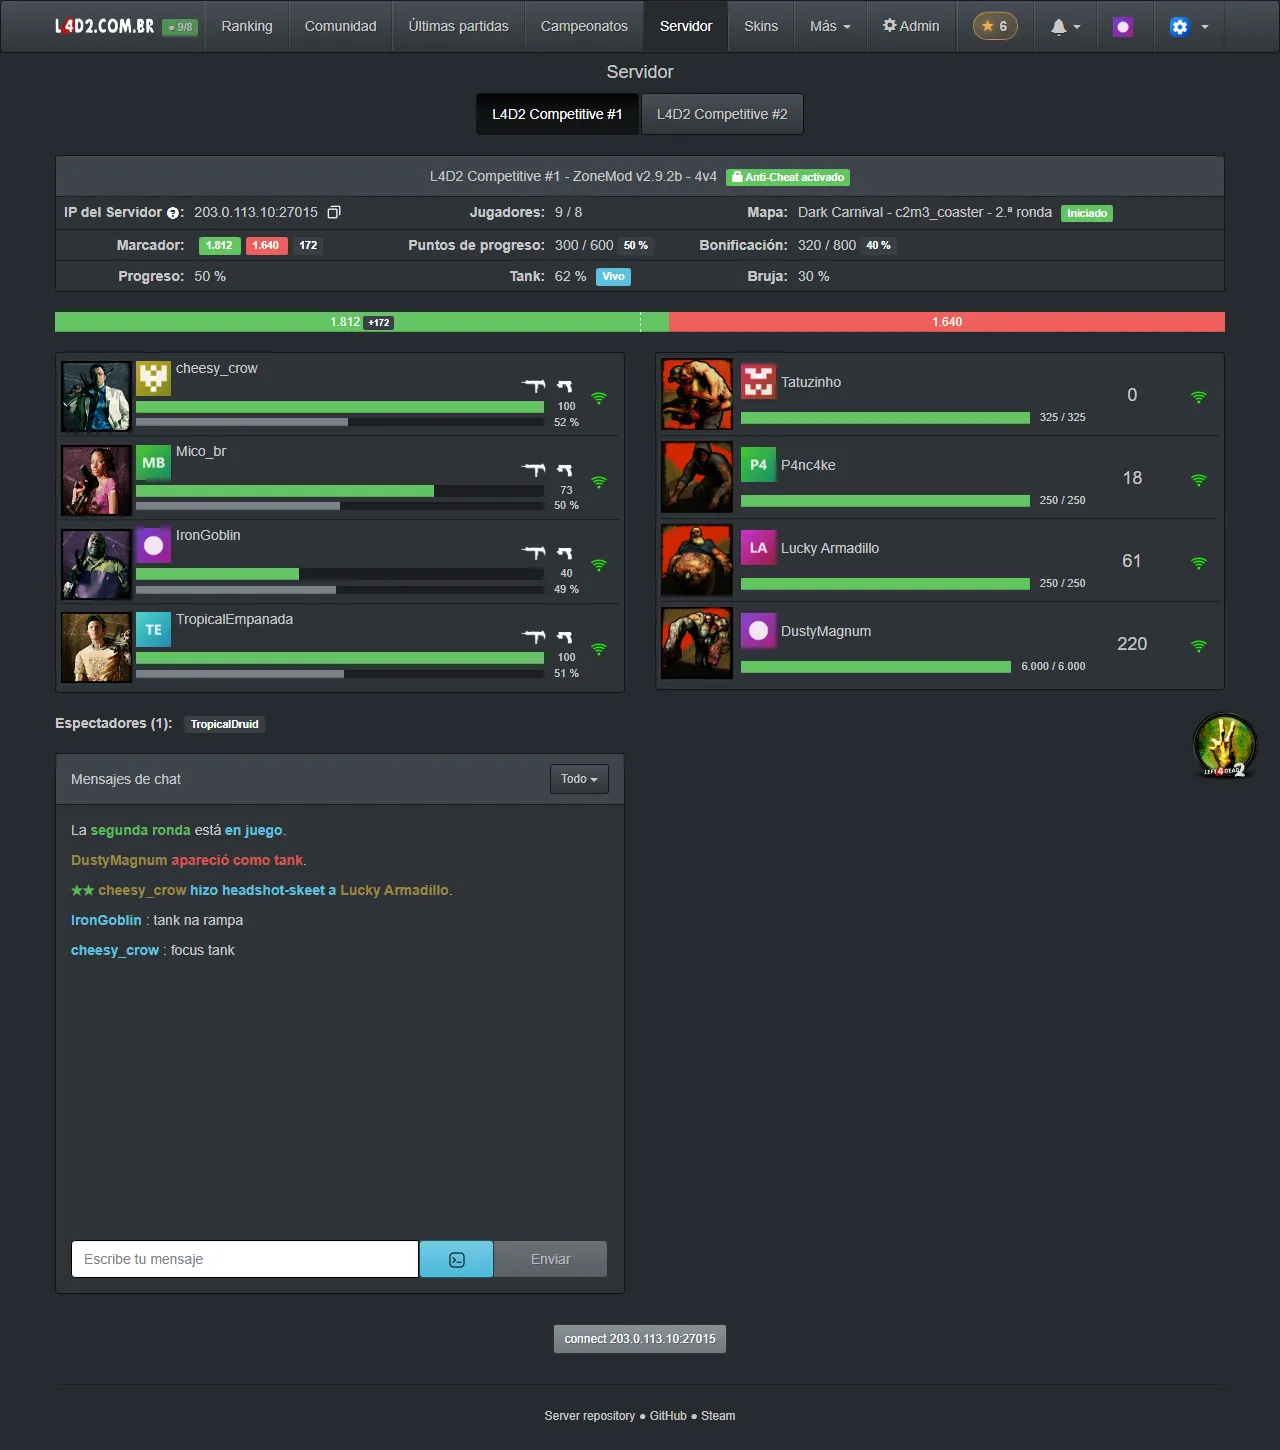 L4D2.COM.BR ● 9/8 Ranking Comunidad Últimas partidas Campeonatos Servidor Skins Más Admin ★ 6
Servidor
L4D2 Competitive #1 L4D2 Competitive #2
L4D2 Competitive #1 - ZoneMod v2.9.2b - 4v4 Anti-Cheat activado
IP del Servidor ?: 203.0.113.10:27015 Jugadores: 9 / 8 Mapa: Dark Carnival - c2m3_coaster - 2.ª ronda Iniciado
Marcador: 1.812 1.640 172 Puntos de progreso: 300 / 600 50 % Bonificación: 320 / 800 40 %
Progreso: 50 % Tank: 62 % Vivo Bruja: 30 %
1.812 +172 1.640
cheesy_crow
100
52 %
MB Mico_br
73
50 %
IronGoblin
40
49 %
TE TropicalEmpanada
100
51 %
Tatuzinho 0
325 / 325
P4 P4nc4ke 18
250 / 250
LA Lucky Armadillo 61
250 / 250
DustyMagnum 220
6.000 / 6.000
Espectadores (1): TropicalDruid
LEFT 4 DEAD 2
Mensajes de chat Todo
La segunda ronda está en juego.
DustyMagnum apareció como tank.
★★ cheesy_crow hizo headshot-skeet a Lucky Armadillo.
IronGoblin : tank na rampa
cheesy_crow : focus tank
Escribe tu mensaje Enviar
connect 203.0.113.10:27015
Server repository ● GitHub ● Steam